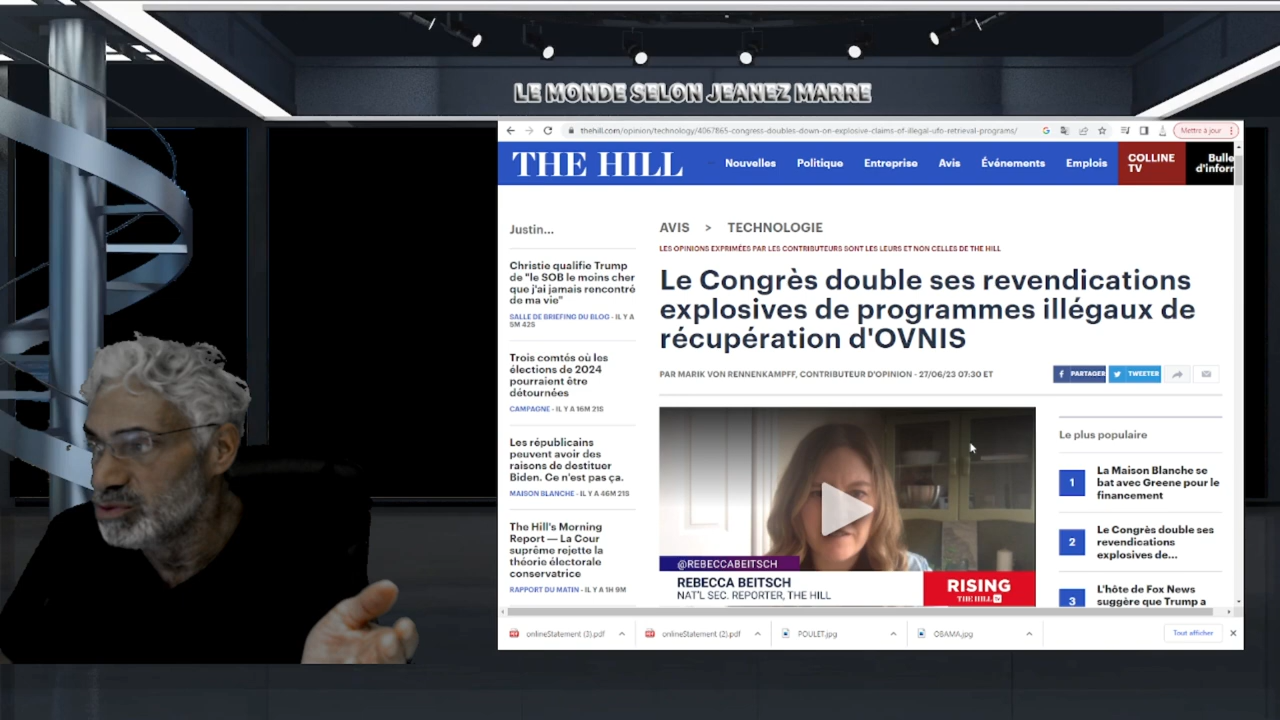 LE MONDE SELON JEANEZ MARRE
thehill.com/opinion/technology/4067865-congress-doubles-down-on-explosive-claims-of-illegal-ufo-retrieval-programs/
Mettre à jour
THE HILL
Nouvelles
Politique
Entreprise
Avis
Événements
Emplois
COLLINE
TV
Bulle
d'inform
Justin...
Christie qualifie Trump
de "le SOB le moins cher
que j'ai jamais rencontré
de ma vie"
SALLE DE BRIEFING DU BLOG - IL Y A
5M 42S
Trois comtés où les
élections de 2024
pourraient être
détournées
CAMPAGNE - IL Y A 16M 21S
Les républicains
peuvent avoir des
raisons de destituer
Biden. Ce n'est pas ça.
MAISON BLANCHE - IL Y A 46M 21S
The Hill's Morning
Report — La Cour
suprême rejette la
théorie électorale
conservatrice
RAPPORT DU MATIN - IL Y A 1H 9M
AVIS > TECHNOLOGIE
LES OPINIONS EXPRIMÉES PAR LES CONTRIBUTEURS SONT LES LEURS ET NON CELLES DE THE HILL
Le Congrès double ses revendications
explosives de programmes illégaux de
récupération d'OVNIS
PAR MARIK VON RENNENKAMPFF, CONTRIBUTEUR D'OPINION - 27/06/23 07:30 ET
PARTAGER
TWEETER
@REBECCABEITSCH
REBECCA BEITSCH
NAT'L SEC. REPORTER, THE HILL
RISING
THE HILL
Le plus populaire
1
La Maison Blanche se
bat avec Greene pour le
financement
2
Le Congrès double ses
revendications
explosives de...
3
L'hôte de Fox News
suggère que Trump a
onlineStatement (3).pdf
onlineStatement (2).pdf
POULET.jpg
OSAMA.jpg
Tout afficher